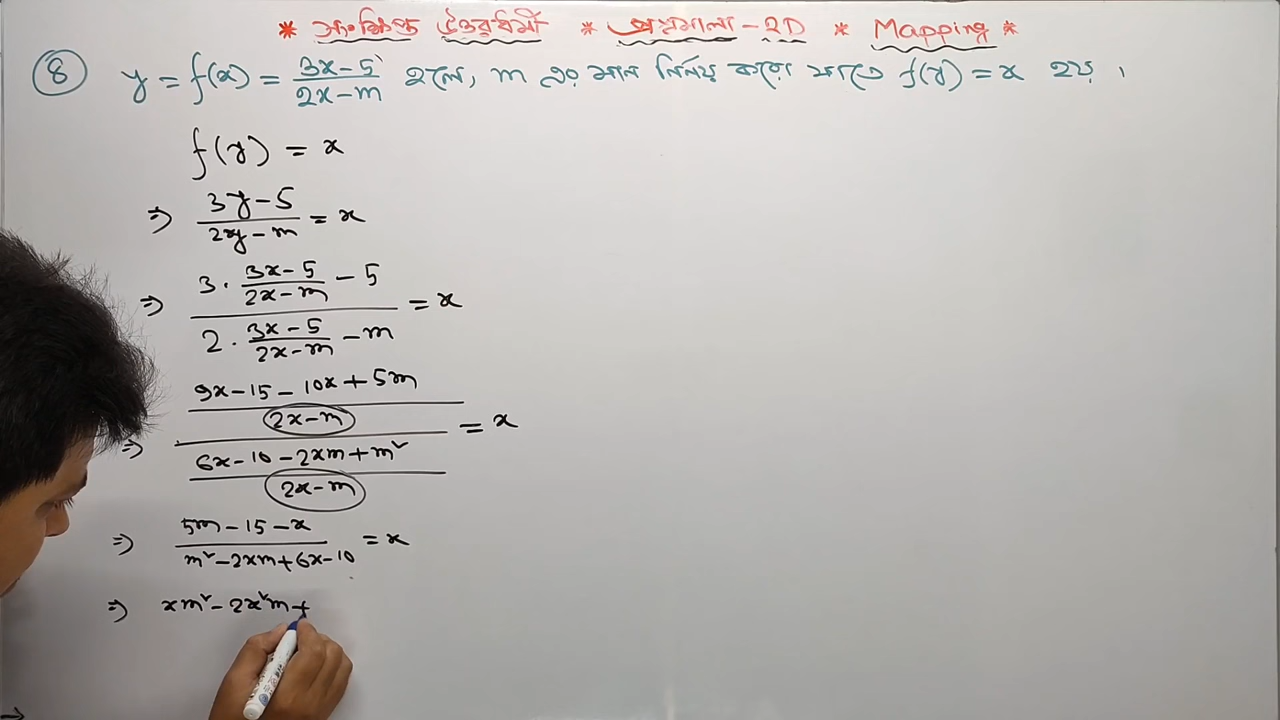 * সংক্ষিপ্ত উত্তরধর্মী * প্রশ্নমালা - 2D * Mapping *
8 y = f(x) = (3x-5)/(2x-m) হলে, m এর মান নির্ণয় করো যাতে f(y) = x হয় ।
f(y) = x
⇒ (3y-5)/(2y-m) = x
⇒ (3·(3x-5)/(2x-m) - 5)/(2·(3x-5)/(2x-m) - m) = x
⇒ ((9x-15-10x+5m)/(2x-m))/((6x-10-2xm+m²)/(2x-m)) = x
⇒ (5m-15-x)/(m²-2xm+6x-10) = x
⇒ xm²-2x²m+